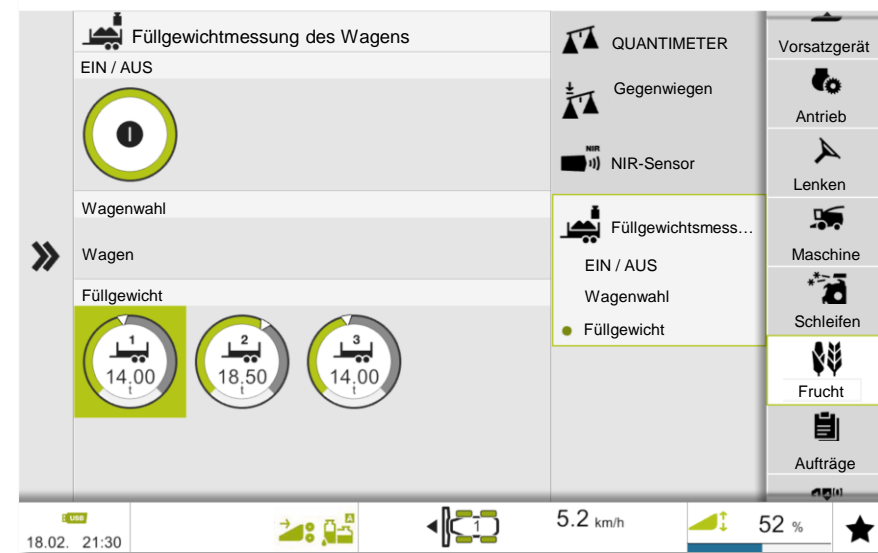 Füllgewichtmessung des Wagens
EIN / AUS
Wagenwahl
Wagen
Füllgewicht
1
14.00
t
2
18.50
t
3
14.00
t
QUANTIMETER
Gegenwiegen
NIR
NIR-Sensor
Füllgewichtsmess…
EIN / AUS
Wagenwahl
Füllgewicht
Vorsatzgerät
Antrieb
Lenken
Maschine
Schleifen
Frucht
Aufträge
USB
18.02. 21:30
A
1
5.2 km/h
52 %